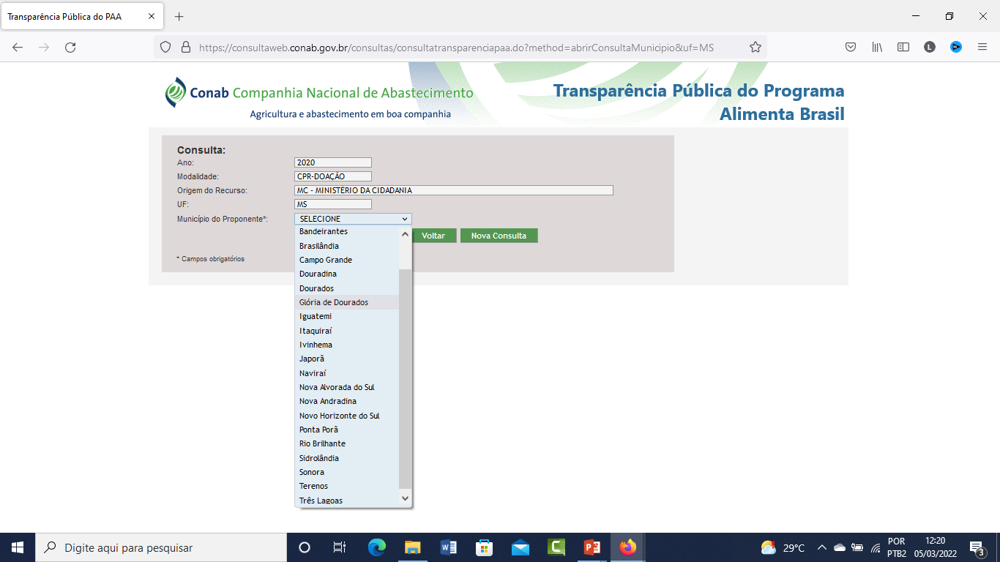 Transparência Pública do PAA
https://consultaweb.conab.gov.br/consultas/consultatransparenciapaa.do?method=abrirConsultaMunicipio&uf=MS
L
Conab Companhia Nacional de Abastecimento
Agricultura e abastecimento em boa companhia
Transparência Pública do Programa
Alimenta Brasil
Consulta:
Ano: 2020
Modalidade: CPR-DOAÇÃO
Origem do Recurso: MC - MINISTÉRIO DA CIDADANIA
UF: MS
Município do Proponente*: SELECIONE
Voltar Nova Consulta
* Campos obrigatórios
Bandeirantes
Brasilândia
Campo Grande
Douradina
Dourados
Glória de Dourados
Iguatemi
Itaquiraí
Ivinhema
Japorã
Naviraí
Nova Alvorada do Sul
Nova Andradina
Novo Horizonte do Sul
Ponta Porã
Rio Brilhante
Sidrolândia
Sonora
Terenos
Três Lagoas
Digite aqui para pesquisar
29°C
POR
PTB2
12:20
05/03/2022
3